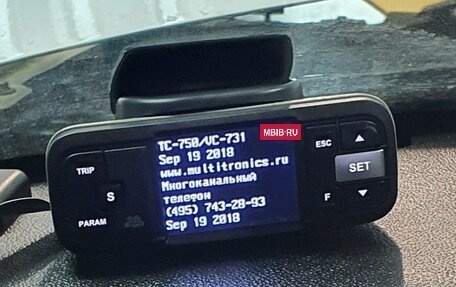 MBIB·RU
TC-750/VC-731
Sep 19 2018
www.multitronics.ru
Многоканальный
телефон
(495) 743-28-93
Sep 19 2018
TRIP
S
PARAM
ESC
SET
F